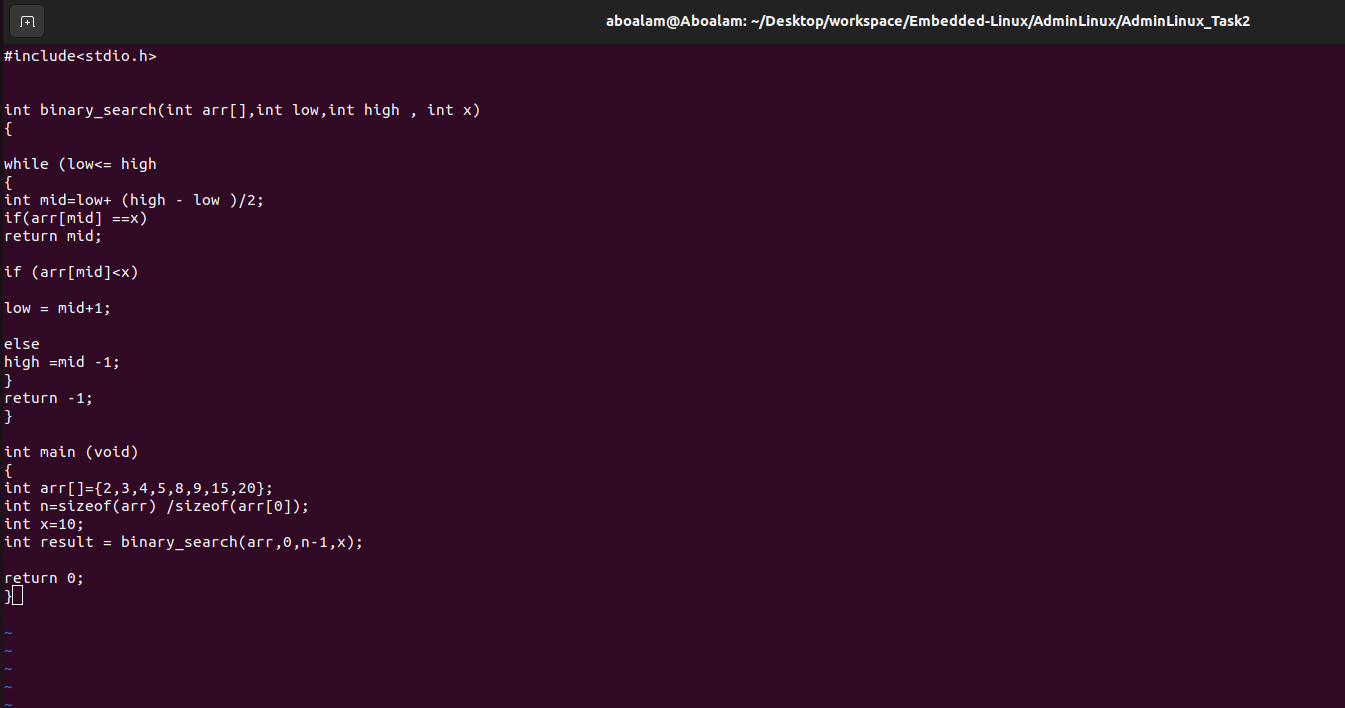 aboalam@Aboalam: ~/Desktop/workspace/Embedded-Linux/AdminLinux/AdminLinux_Task2
#include<stdio.h>
int binary_search(int arr[],int low,int high , int x)
{
while (low<= high
{
int mid=low+ (high - low )/2;
if(arr[mid] ==x)
return mid;
if (arr[mid]<x)
low = mid+1;
else
high =mid -1;
}
return -1;
}
int main (void)
{
int arr[]={2,3,4,5,8,9,15,20};
int n=sizeof(arr) /sizeof(arr[0]);
int x=10;
int result = binary_search(arr,0,n-1,x);
return 0;
}
~
~
~
~
~